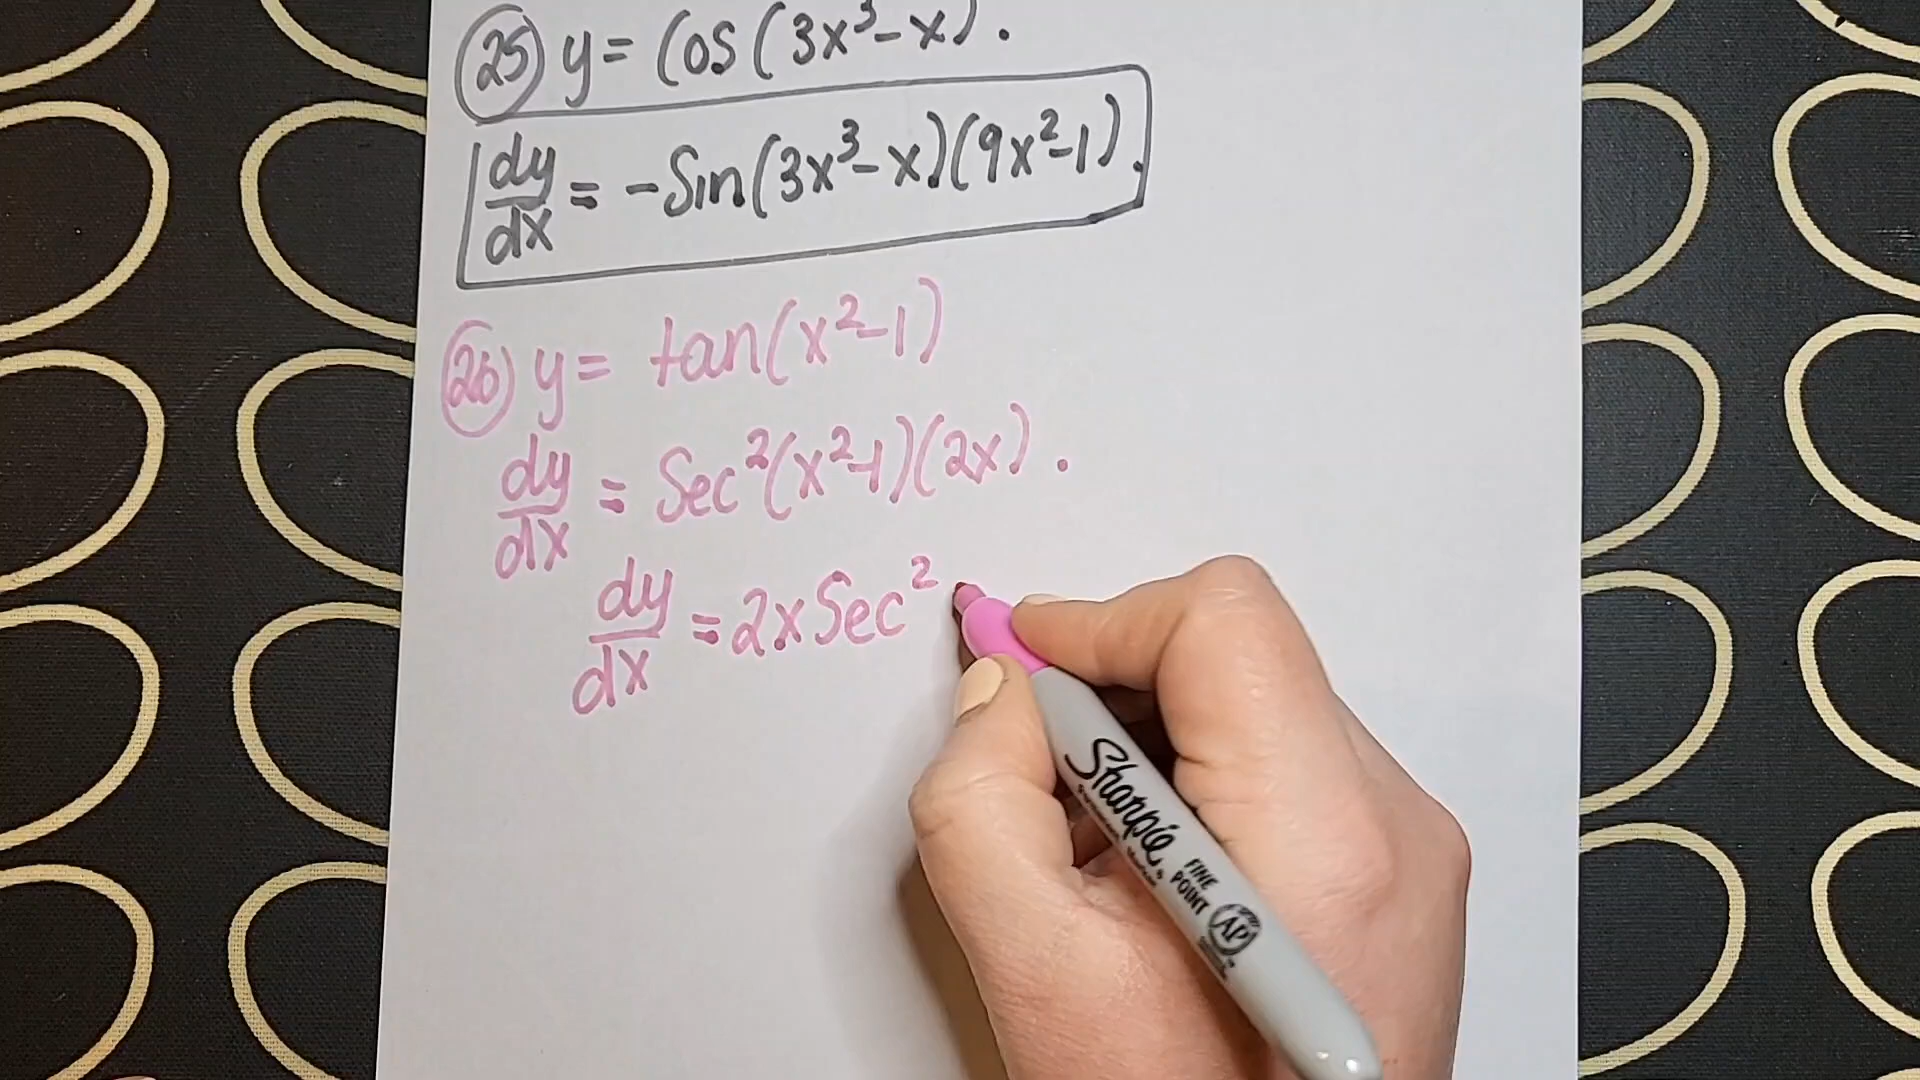 25 y = Cos(3x³-x).
dy/dx = -Sin(3x³-x)(9x²-1).
26 y = tan(x²-1)
dy/dx = Sec²(x²-1)(2x).
dy/dx = 2x Sec²
Sharpie
FINE
POINT
AP